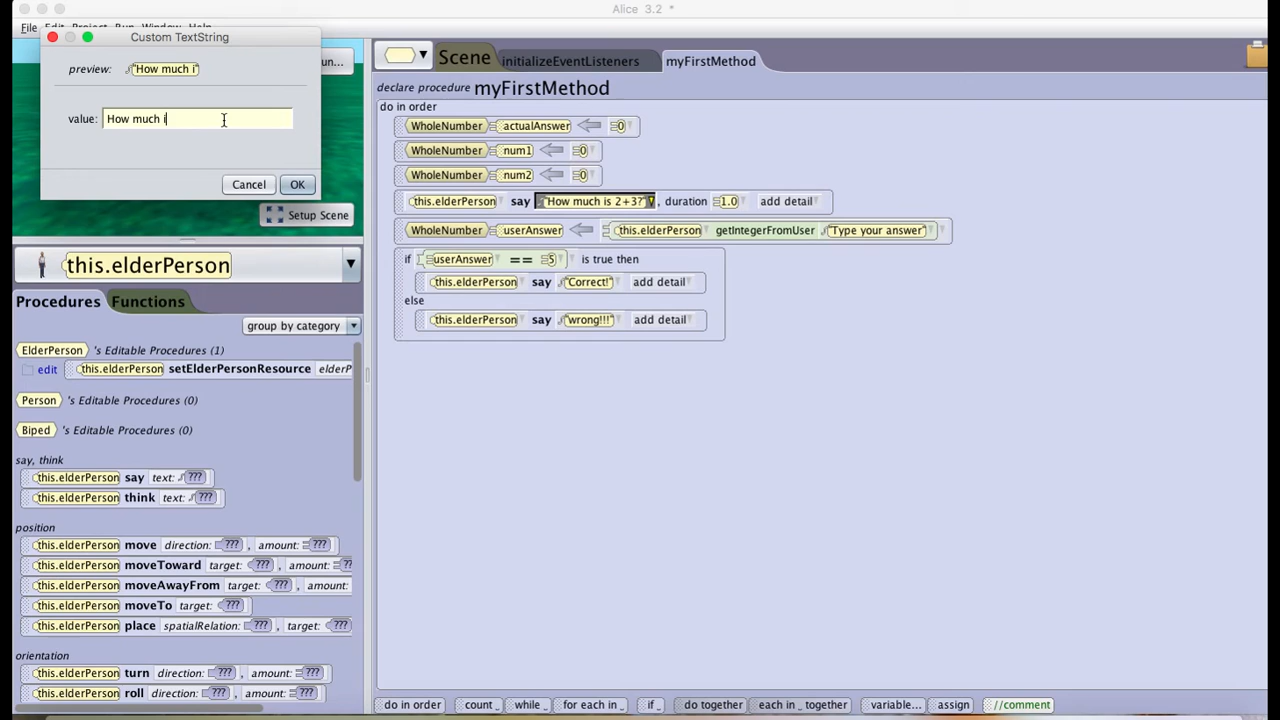 Alice 3.2 *
File Edit Project Run Window Help
Custom TextString
preview: "How much i"
value: How much i
Cancel OK
un...
Setup Scene
this.elderPerson
Procedures Functions
group by category
ElderPerson 's Editable Procedures (1)
edit this.elderPerson setElderPersonResource elderP
Person 's Editable Procedures (0)
Biped 's Editable Procedures (0)
say, think
this.elderPerson say text: ???
this.elderPerson think text: ???
position
this.elderPerson move direction: ??? , amount: ???
this.elderPerson moveToward target: ??? , amount: ??
this.elderPerson moveAwayFrom target: ??? , amount:
this.elderPerson moveTo target: ???
this.elderPerson place spatialRelation: ??? , target: ???
orientation
this.elderPerson turn direction: ??? , amount: ???
this.elderPerson roll direction: ??? , amount: ???
Scene initializeEventListeners myFirstMethod
declare procedure myFirstMethod
do in order
WholeNumber actualAnswer 0
WholeNumber num1 0
WholeNumber num2 0
this.elderPerson say "How much is 2+3?" , duration 1.0 add detail
WholeNumber userAnswer this.elderPerson getIntegerFromUser "Type your answer"
if userAnswer == 5 is true then
this.elderPerson say "Correct!" add detail
else
this.elderPerson say "wrong!!!" add detail
do in order count _ while _ for each in _ if _ do together each in _ together variable... assign //comment